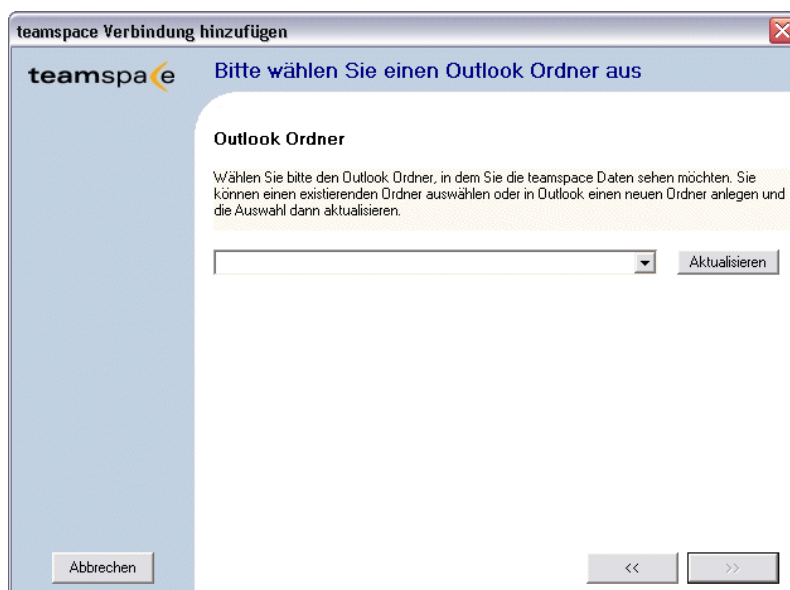 teamspace Verbindung hinzufügen
teamspace
Bitte wählen Sie einen Outlook Ordner aus
Outlook Ordner
Wählen Sie bitte den Outlook Ordner, in dem Sie die teamspace Daten sehen möchten. Sie
können einen existierenden Ordner auswählen oder in Outlook einen neuen Ordner anlegen und
die Auswahl dann aktualisieren.
Aktualisieren
Abbrechen
<<
>>